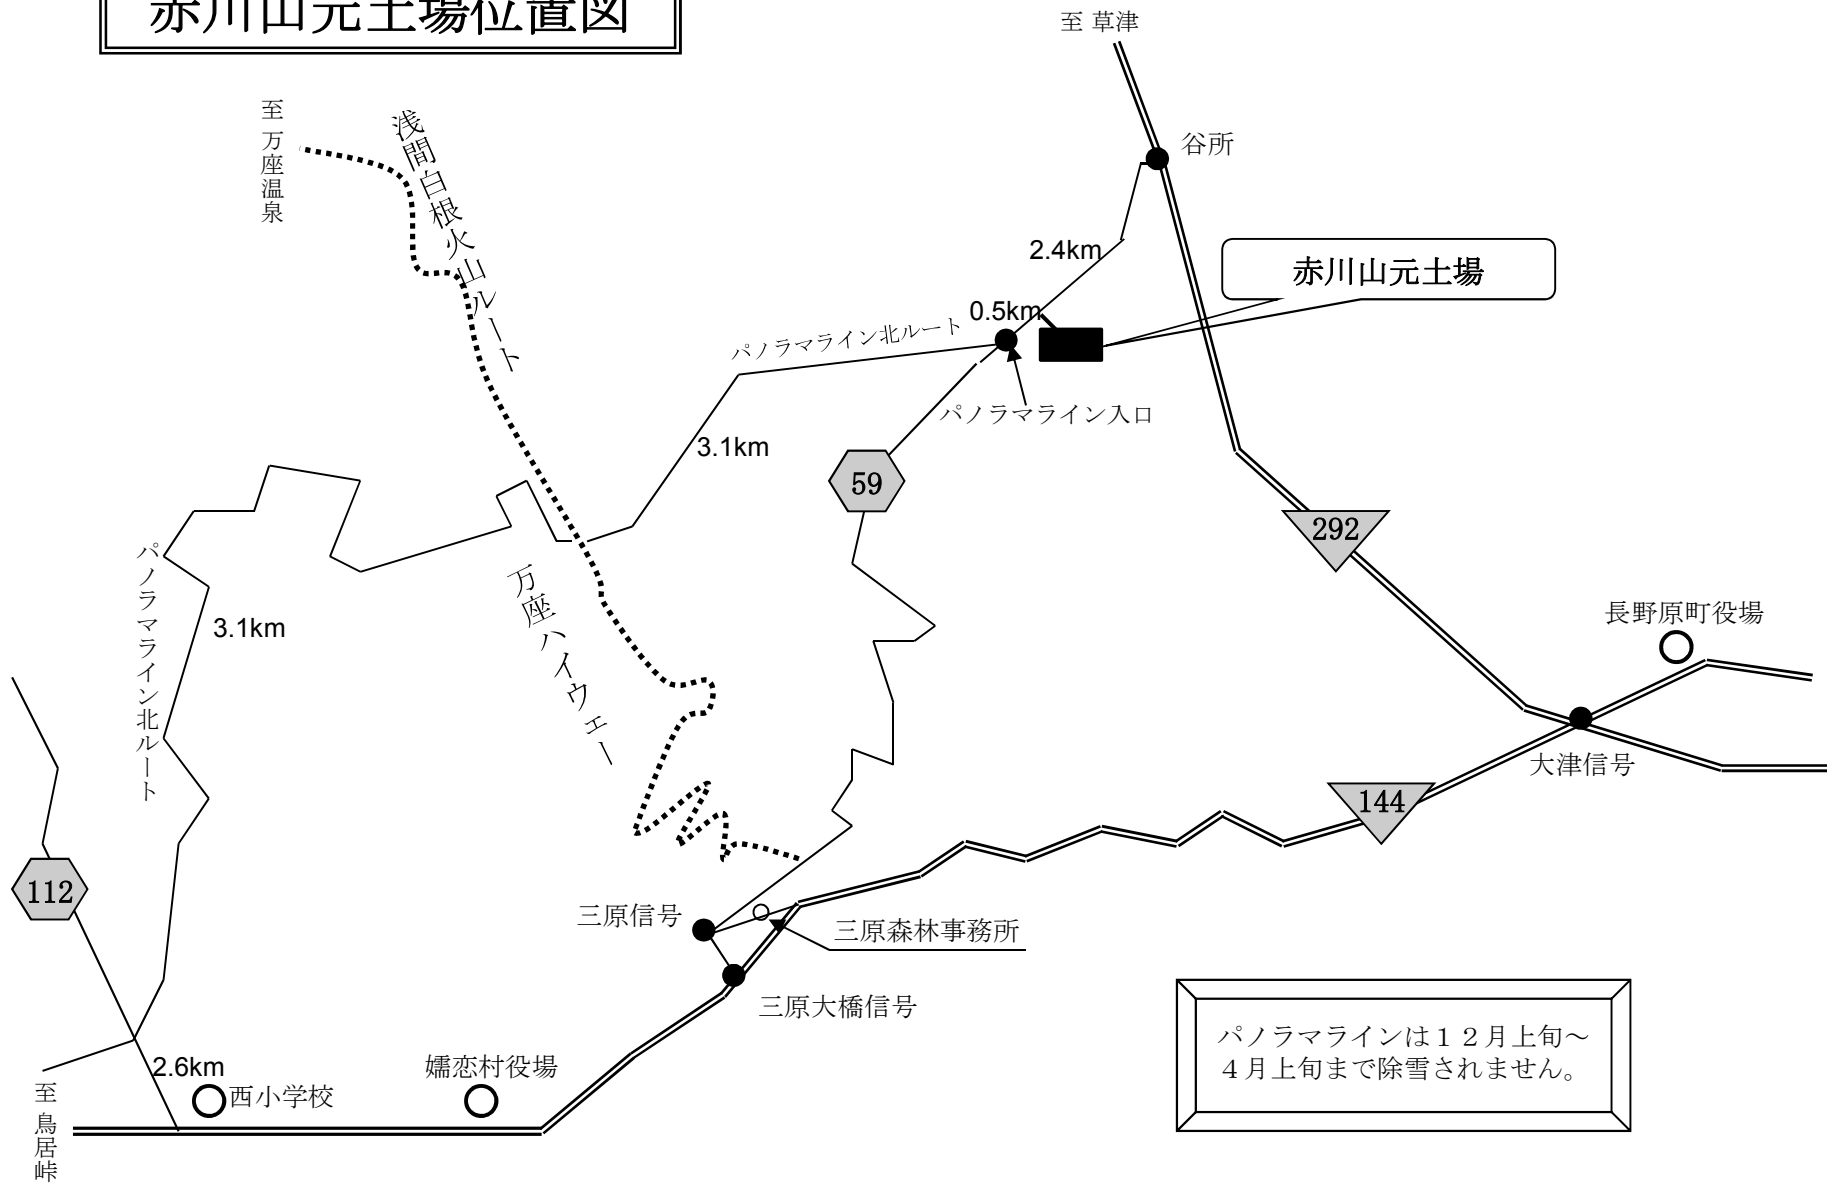 赤川山元土場位置図
至 草津
至 万座温泉
浅間白根火山ルート
谷所
2.4km
赤川山元土場
0.5km
パノラマライン北ルート
パノラマライン入口
3.1km
59
292
パノラマライン北ルート
3.1km
万座ハイウェー
長野原町役場
大津信号
144
112
三原信号
三原森林事務所
三原大橋信号
パノラマラインは１２月上旬～
４月上旬まで除雪されません。
2.6km
西小学校
嬬恋村役場
至 鳥居峠